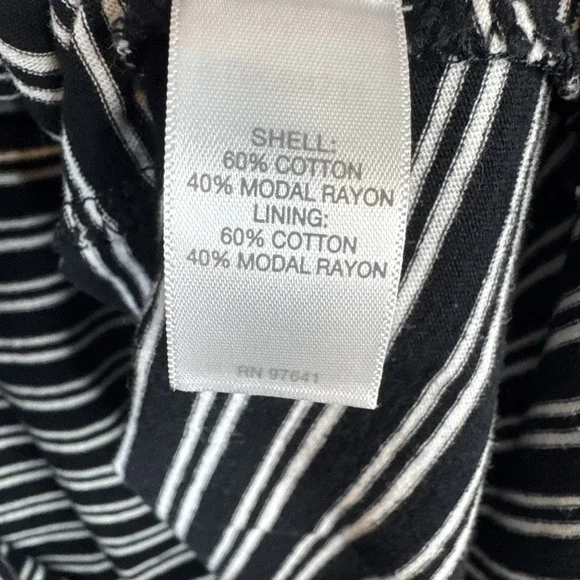 SHELL:
60% COTTON
40% MODAL RAYON
LINING:
60% COTTON
40% MODAL RAYON
RN 97641